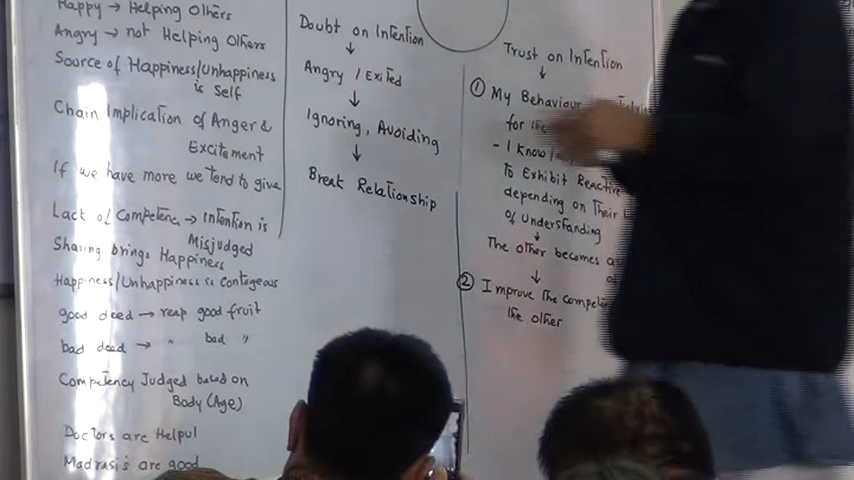 Happy → Helping Others
Angry → not Helping Others
Source of Happiness/Unhappiness
is Self
Chain Implication of Anger &
Excitement
If we have more we tend to give
Lack of Competence → Intention is
Misjudged
Sharing brings Happiness
Happiness/Unhappiness is Contageous
good deed → reap good fruit
bad deed → " bad "
Competency Judged based on
Body (Age)
Doctors are Helpul
Madrasi's are good
Doubt on Intention
↓
Angry / Exited
↓
Ignoring, Avoiding
↓
Break Relationship
Trust on Intention
↓
① My Behaviour
for
- I Know
to Exhibit Reactive
depending on Their
of Understanding
↓
The other becomes
↓
② Improve The
the other